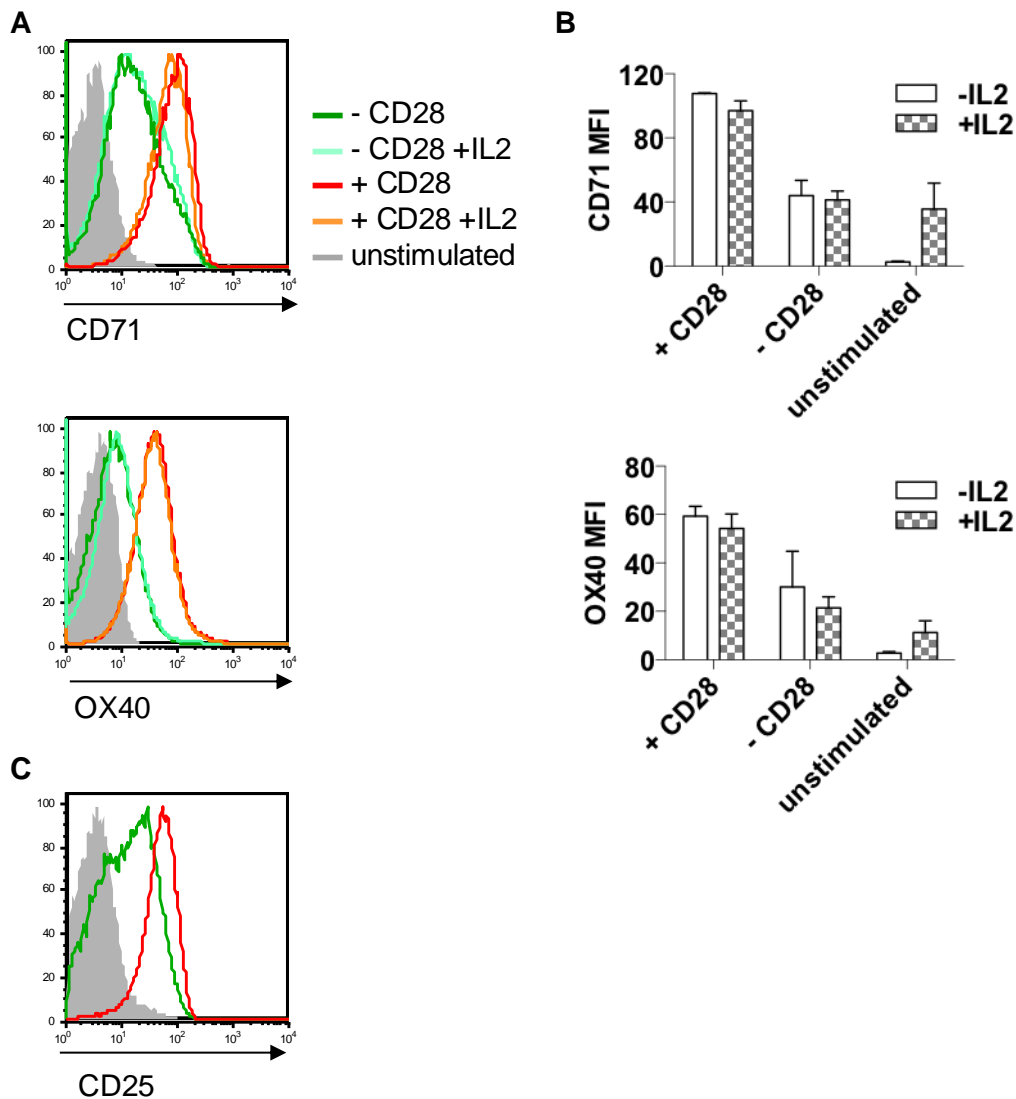 A
100
80
60
40
20
0
10⁰ 10¹ 10² 10³ 10⁴
CD71
- CD28
- CD28 +IL2
+ CD28
+ CD28 +IL2
unstimulated
100
80
60
40
20
0
10⁰ 10¹ 10² 10³ 10⁴
OX40
B
CD71 MFI
120
80
40
0
-IL2
+IL2
+ CD28
- CD28
unstimulated
OX40 MFI
80
60
40
20
0
-IL2
+IL2
+ CD28
- CD28
unstimulated
C
100
80
60
40
20
0
10⁰ 10¹ 10² 10³ 10⁴
CD25